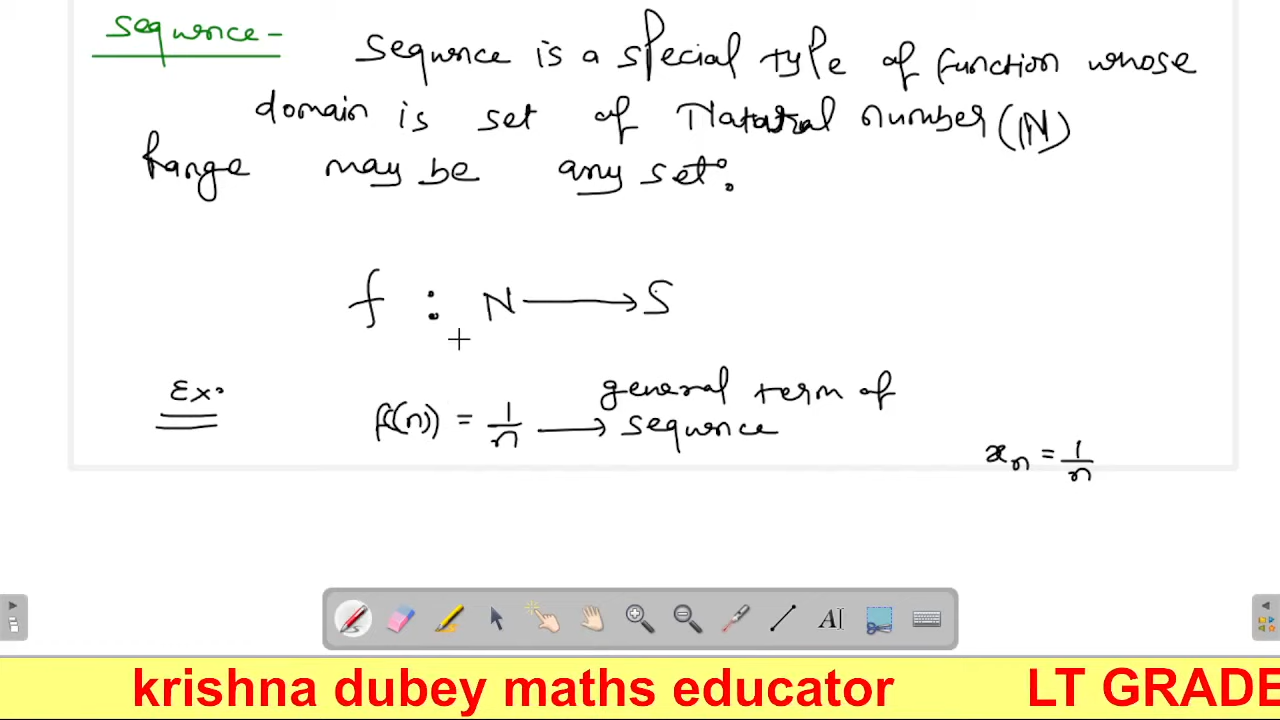 Sequence -
Sequence is a special type of function whose
domain is set of Natural number (N)
Range may be any set.
f : N → S
Ex.
f(n) = 1/n → general term of
sequence
xn = 1/n
AI
krishna dubey maths educator LT GRADE